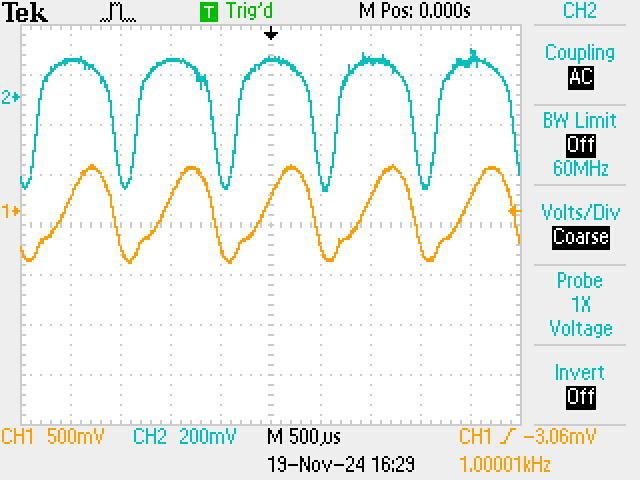 Tek T Trig'd M Pos: 0.000s CH2
Coupling
AC
2
BW Limit
Off
60MHz
1
Volts/Div
Coarse
Probe
1X
Voltage
Invert
Off
CH1 500mV CH2 200mV M 500µs CH1 -3.06mV
19-Nov-24 16:29 1.00001kHz